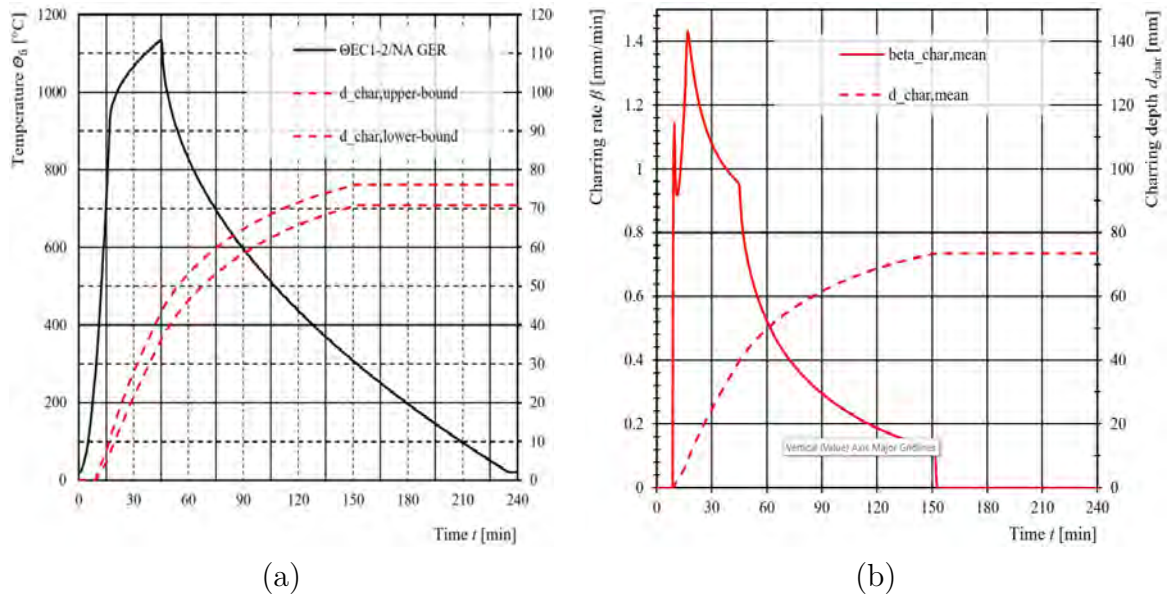 1200
1000
800
600
400
200
0
Temperature Θfi [°C]
120
110
100
90
80
70
60
50
40
30
20
10
0
ΘEC1-2/NA GER
d_char,upper-bound
d_char,lower-bound
0 30 60 90 120 150 180 210 240
Time t [min]
(a)
1.4
1.2
1
0.8
0.6
0.4
0.2
0
Charring rate β [mm/min]
140
120
100
80
60
40
20
0
Charring depth dchar [mm]
beta_char,mean
d_char,mean
Vertical (Value) Axis Major Gridlines
0 30 60 90 120 150 180 210 240
Time t [min]
(b)